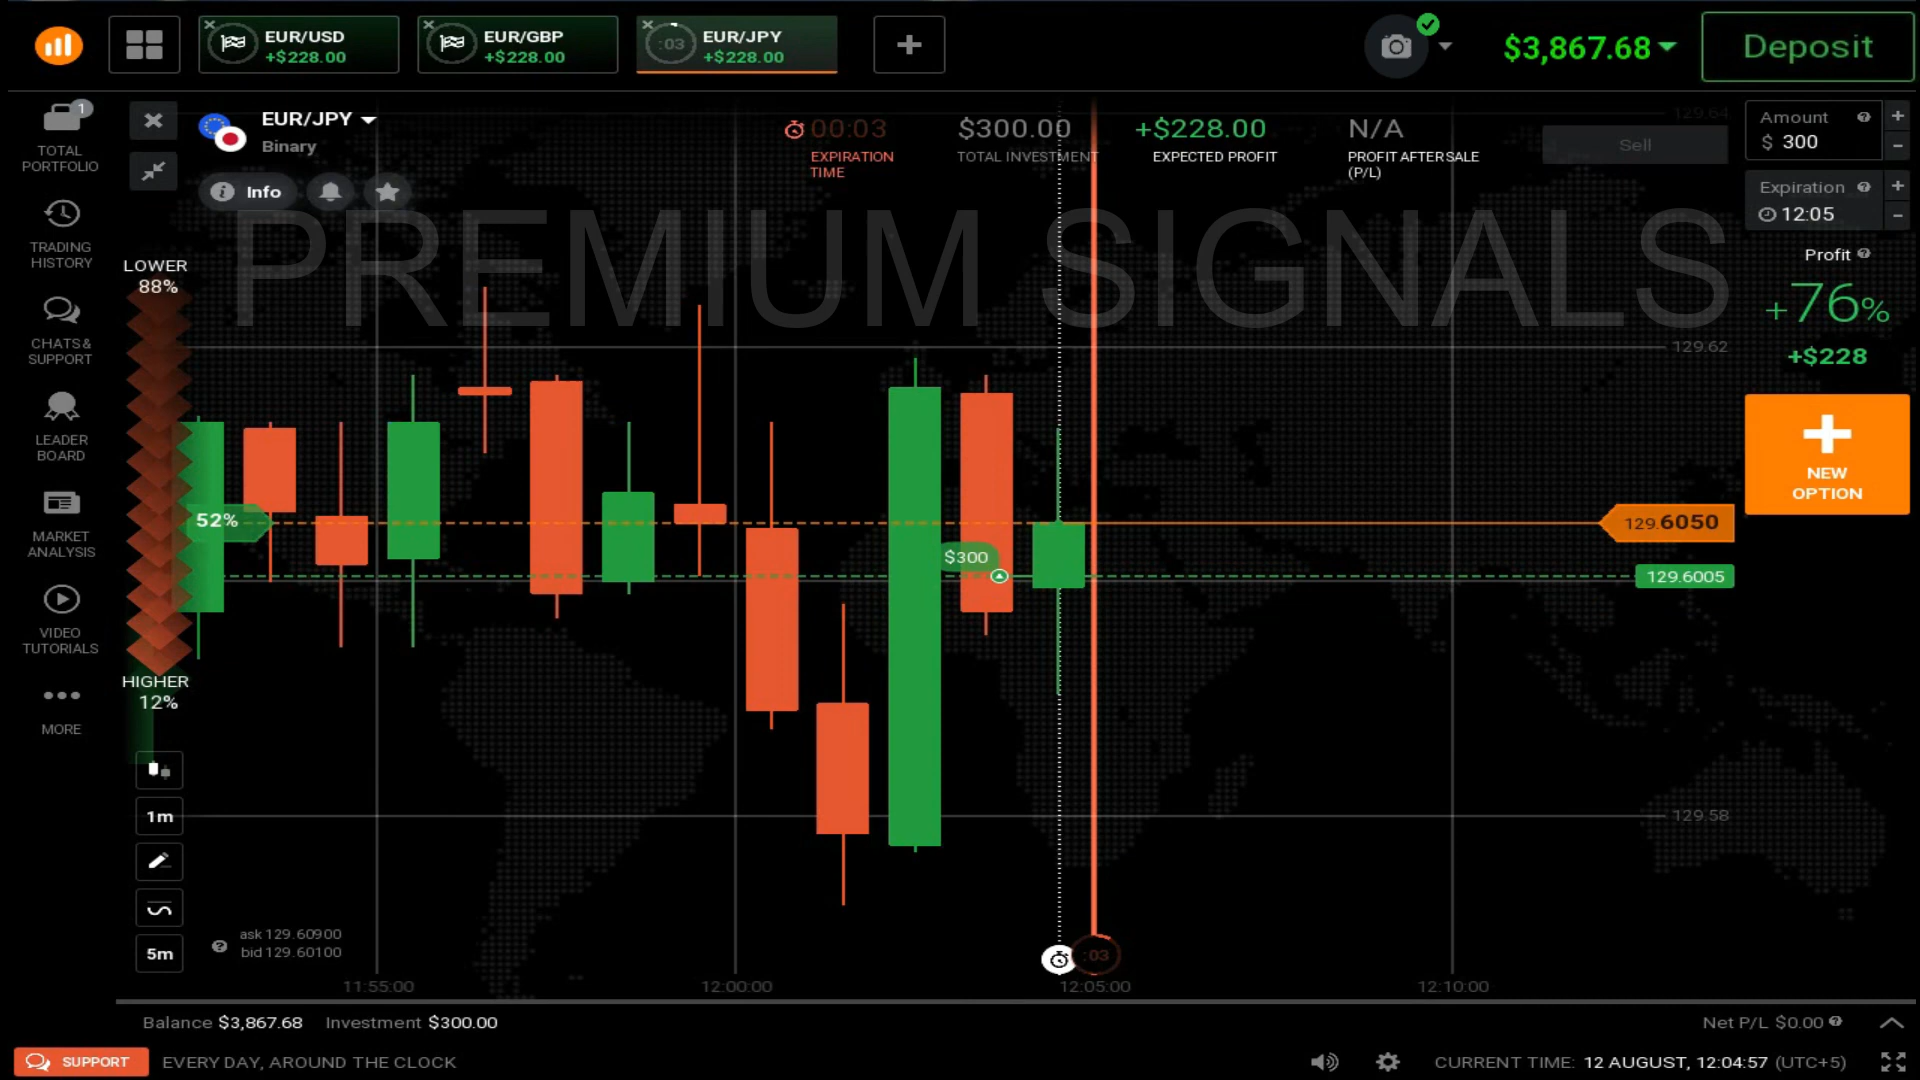 EUR/USD
+$228.00
EUR/GBP
+$228.00
:03
EUR/JPY
+$228.00
$3,867.68
Deposit
1
TOTAL
PORTFOLIO
TRADING
HISTORY
CHATS &
SUPPORT
LEADER
BOARD
MARKET
ANALYSIS
VIDEO
TUTORIALS
MORE
EUR/JPY
Binary
Info
00:03
EXPIRATION
TIME
$300.00
TOTAL INVESTMENT
+$228.00
EXPECTED PROFIT
N/A
PROFIT AFTER SALE
(P/L)
Sell
129.64
PREMIUM SIGNALS
Amount
$ 300
Expiration
12:05
Profit
+76%
+$228
NEW
OPTION
LOWER
88%
52%
HIGHER
12%
129.62
129.6050
$300
129.6005
129.58
1m
5m
ask 129.60900
bid 129.60100
:03
11:55:00
12:00:00
12:05:00
12:10:00
Balance $3,867.68 Investment $300.00
Net P/L $0.00
SUPPORT
EVERY DAY, AROUND THE CLOCK
CURRENT TIME: 12 AUGUST, 12:04:57 (UTC+5)